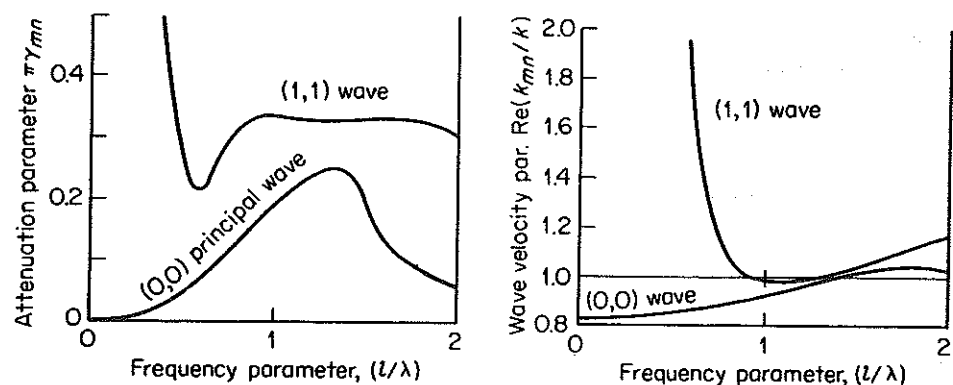 Attenuation parameter πγₘₙ
0.4
0.2
0
(1,1) wave
(0,0) principal wave
0
1
2
Frequency parameter, (l/λ)
Wave velocity par. Re(kₘₙ/k)
2.0
1.8
1.6
1.4
1.2
1.0
0.8
(1,1) wave
(0,0) wave
0
1
2
Frequency parameter, (l/λ)